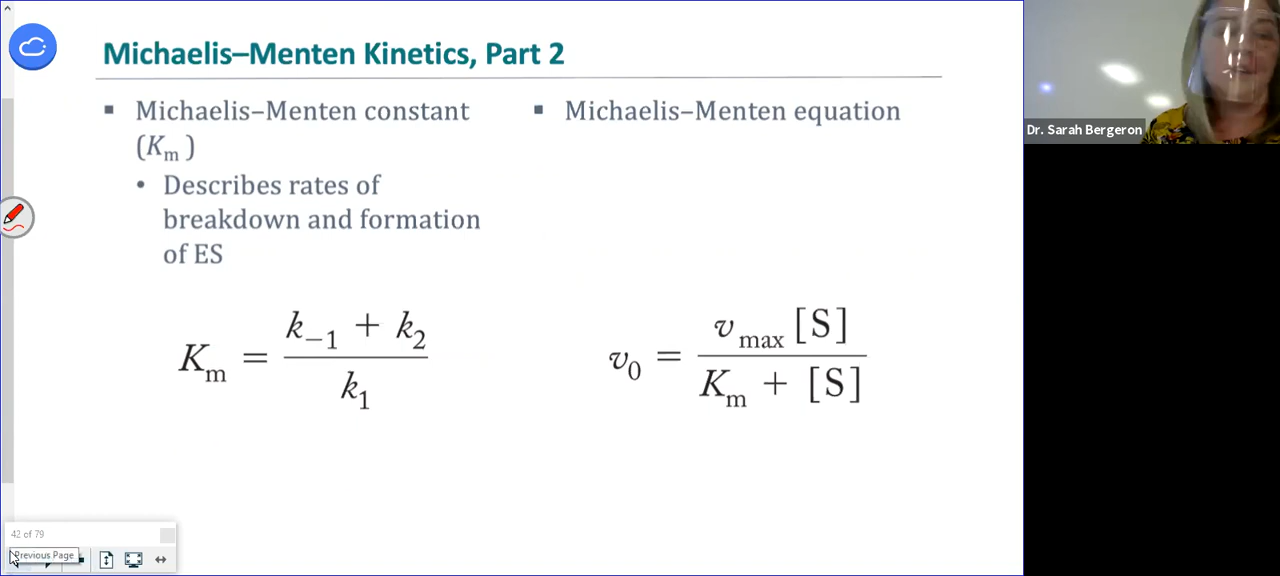 Michaelis–Menten Kinetics, Part 2
Michaelis–Menten constant
(Km)
Describes rates of
breakdown and formation
of ES
Km = (k−1 + k2) / k1
Michaelis–Menten equation
v0 = vmax [S] / (Km + [S])
Dr. Sarah Bergeron
42 of 79
Previous Page